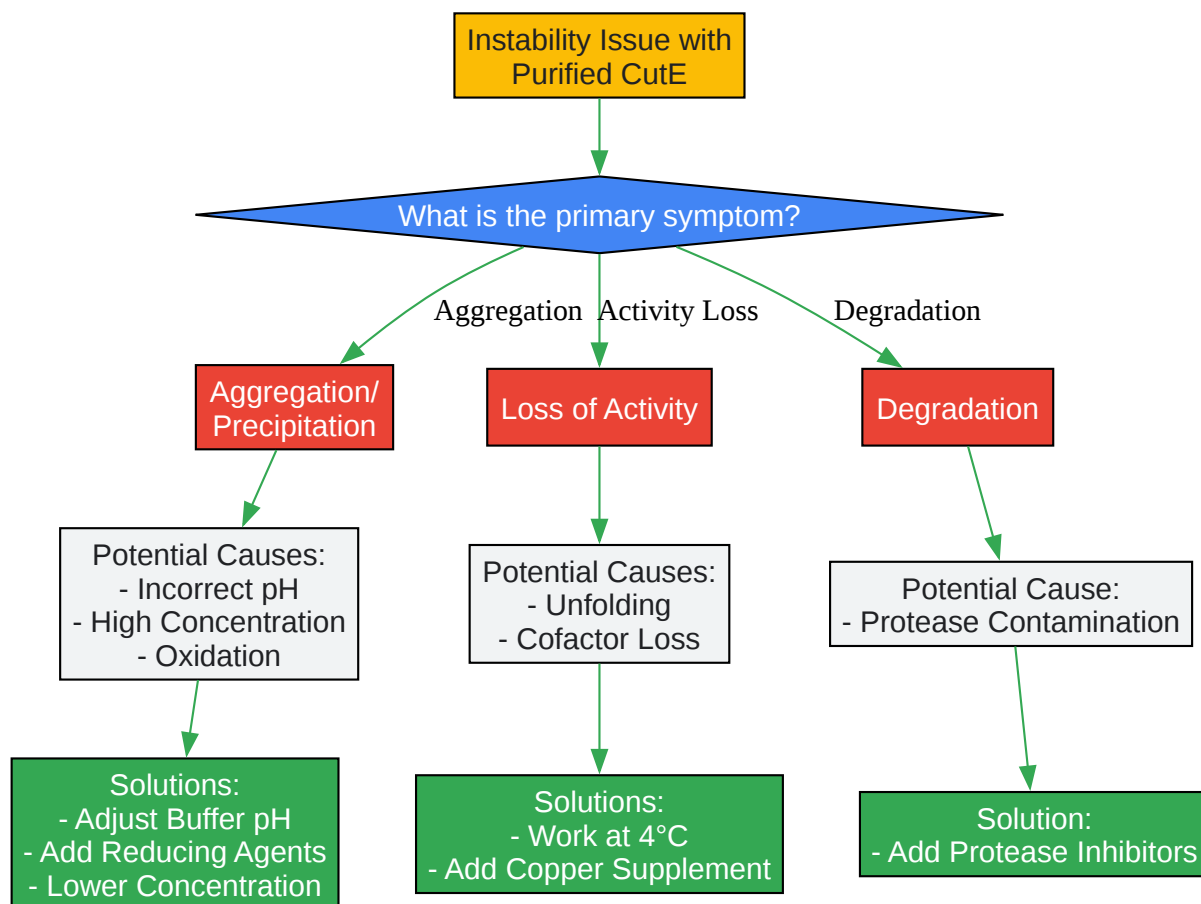 Instability Issue with
Purified CutE
What is the primary symptom?
Aggregation
Activity Loss
Degradation
Aggregation/
Precipitation
Loss of Activity
Degradation
Potential Causes:
- Incorrect pH
- High Concentration
- Oxidation
Potential Causes:
- Unfolding
- Cofactor Loss
Potential Cause:
- Protease Contamination
Solutions:
- Adjust Buffer pH
- Add Reducing Agents
- Lower Concentration
Solutions:
- Work at 4°C
- Add Copper Supplement
Solution:
- Add Protease Inhibitors